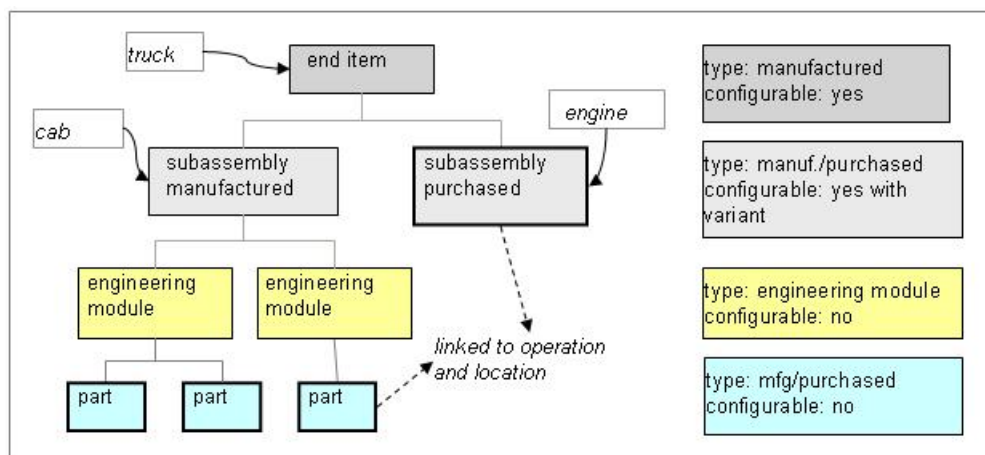 truck
end item
type: manufactured
configurable: yes
engine
cab
subassembly
manufactured
subassembly
purchased
type: manuf./purchased
configurable: yes with
variant
engineering
module
engineering
module
type: engineering module
configurable: no
linked to operation
and location
part
part
part
type: mfg/purchased
configurable: no